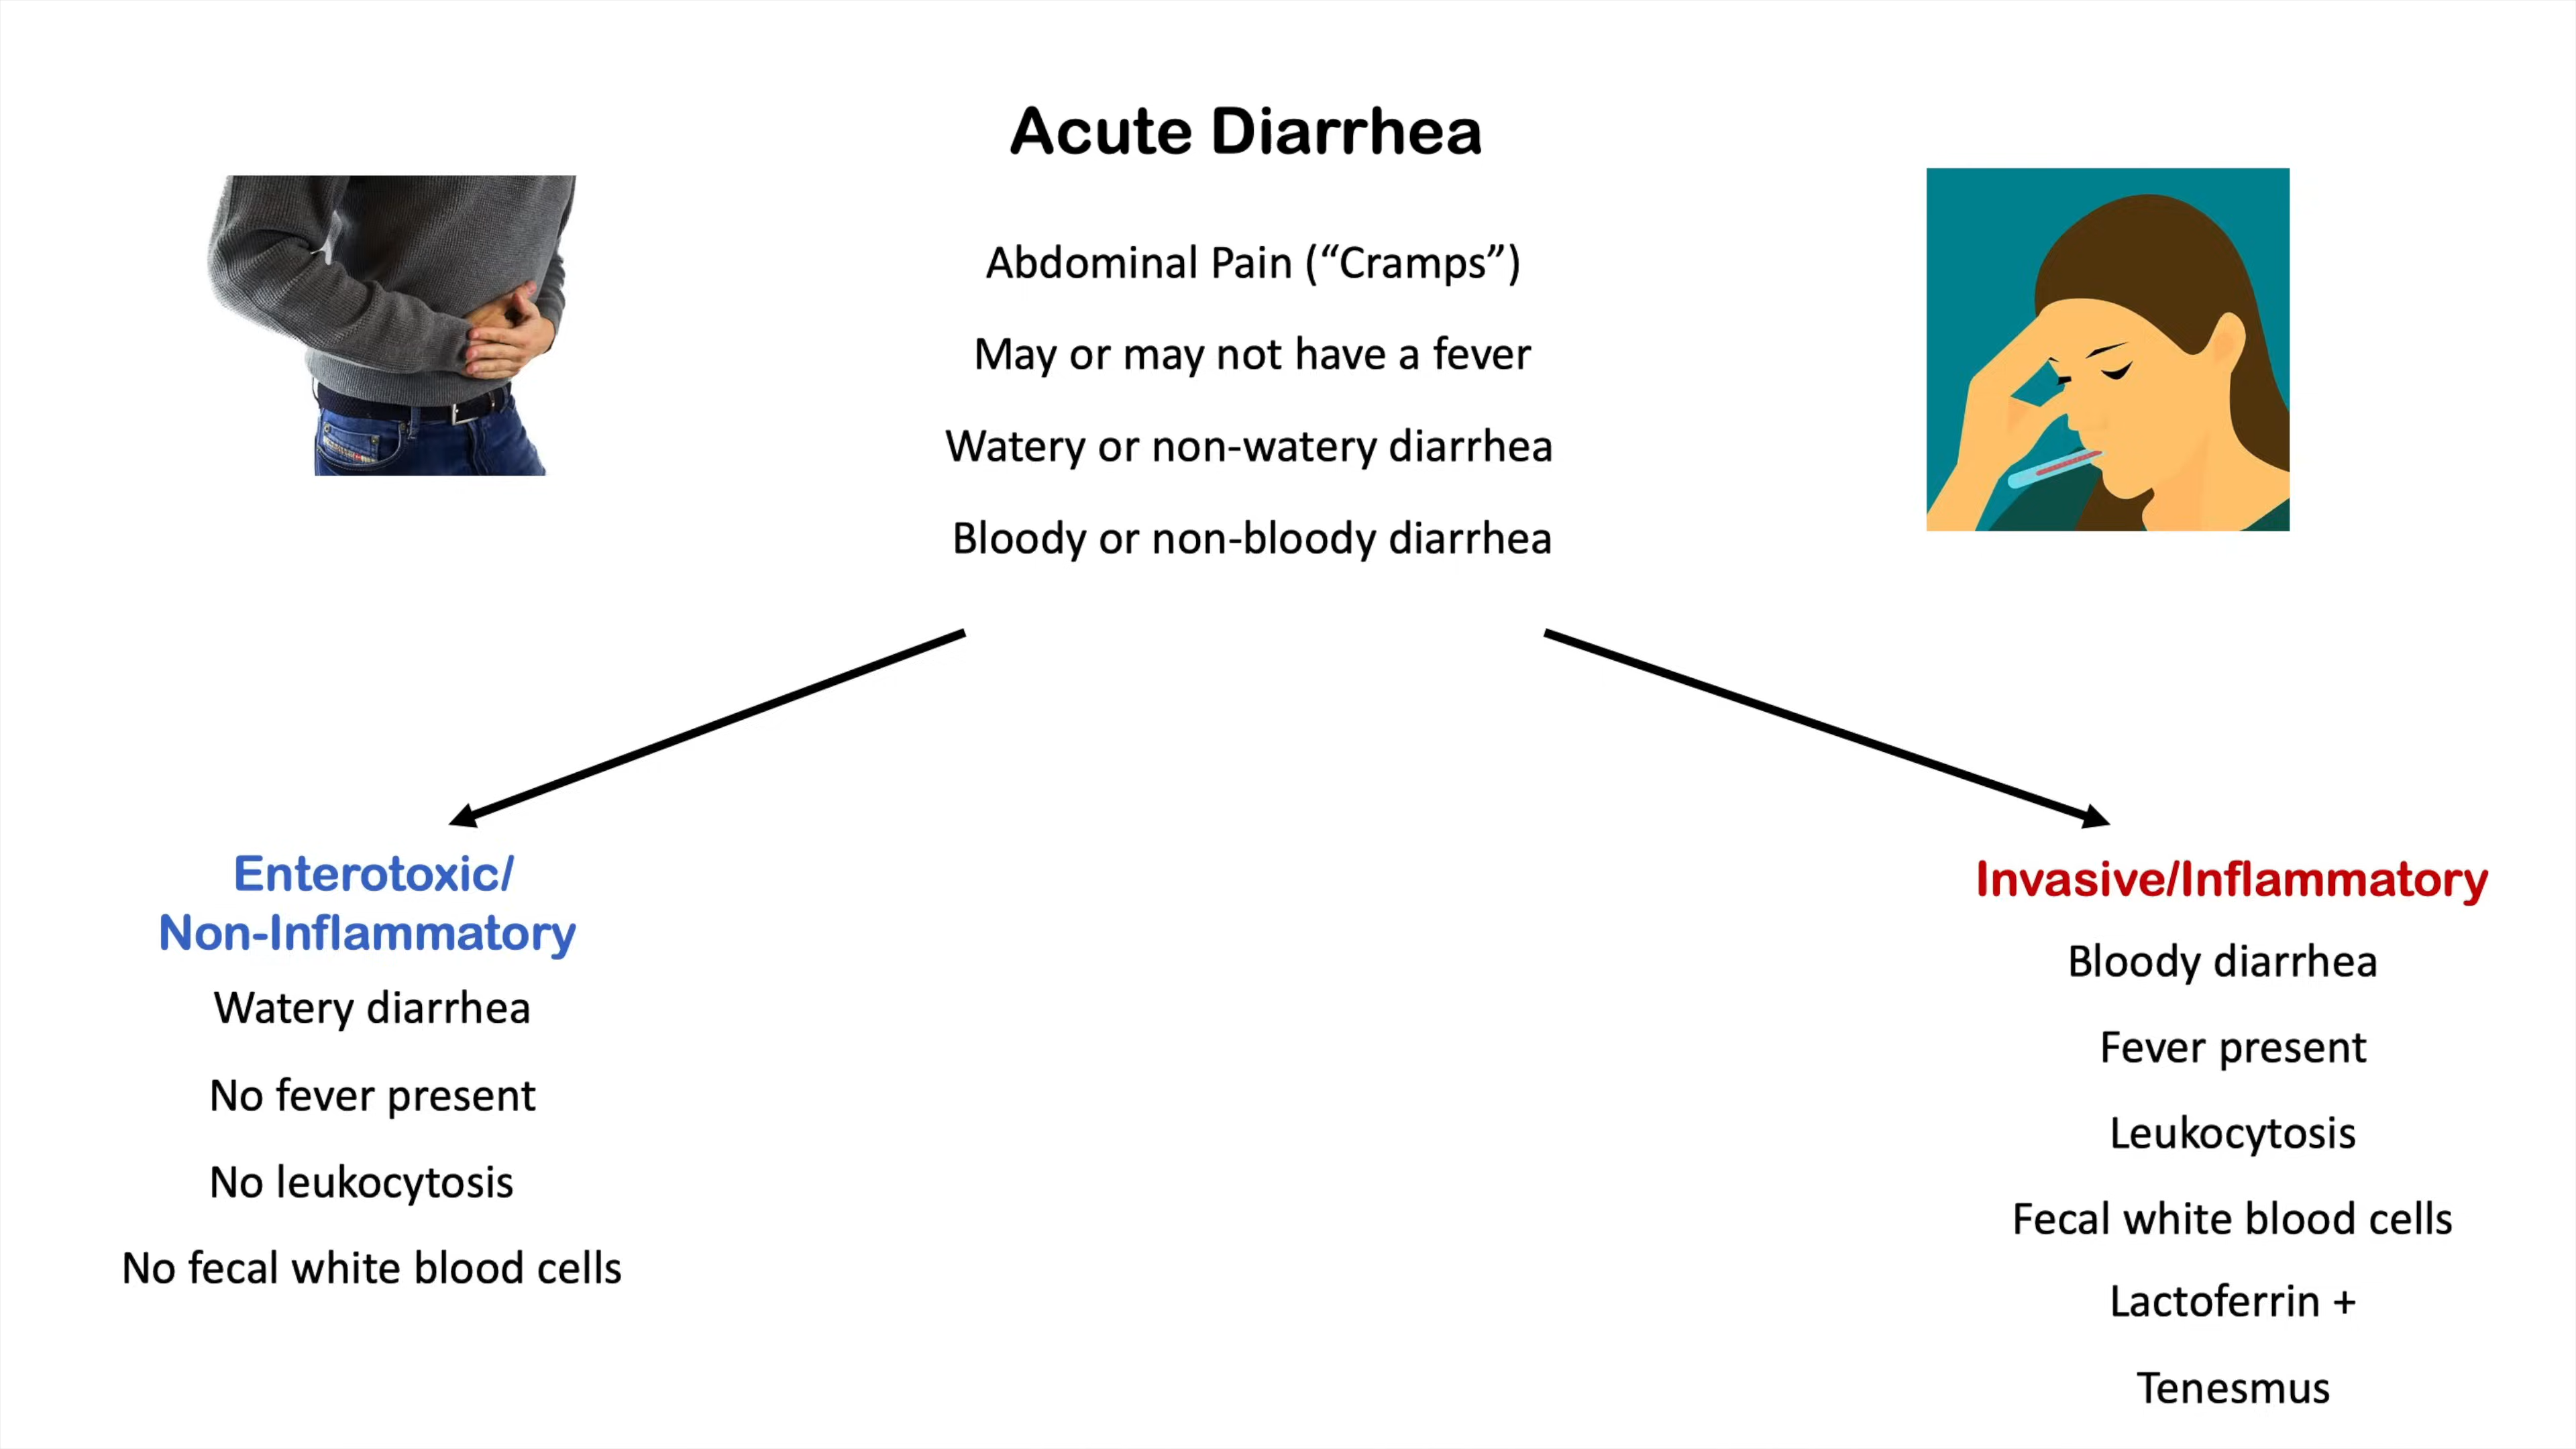 Acute Diarrhea
Abdominal Pain (“Cramps”)
May or may not have a fever
Watery or non-watery diarrhea
Bloody or non-bloody diarrhea
Enterotoxic/
Non-Inflammatory
Watery diarrhea
No fever present
No leukocytosis
No fecal white blood cells
Invasive/Inflammatory
Bloody diarrhea
Fever present
Leukocytosis
Fecal white blood cells
Lactoferrin +
Tenesmus